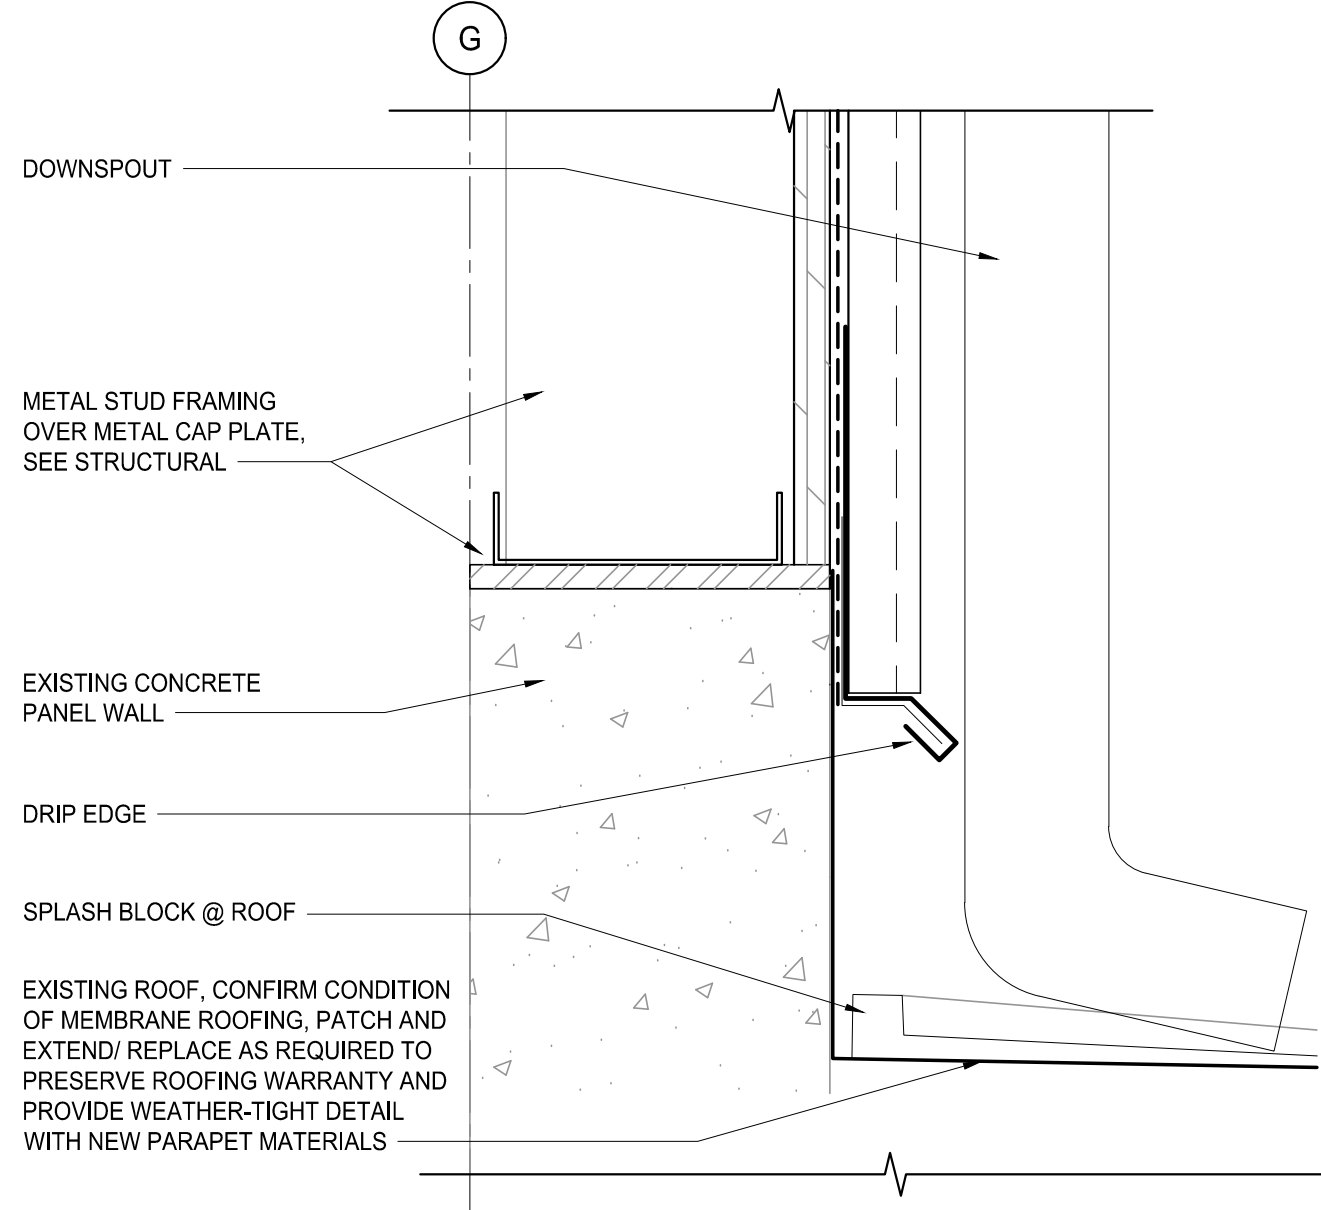 G
DOWNSPOUT
METAL STUD FRAMING
OVER METAL CAP PLATE,
SEE STRUCTURAL
EXISTING CONCRETE
PANEL WALL
DRIP EDGE
SPLASH BLOCK @ ROOF
EXISTING ROOF, CONFIRM CONDITION
OF MEMBRANE ROOFING, PATCH AND
EXTEND/ REPLACE AS REQUIRED TO
PRESERVE ROOFING WARRANTY AND
PROVIDE WEATHER-TIGHT DETAIL
WITH NEW PARAPET MATERIALS